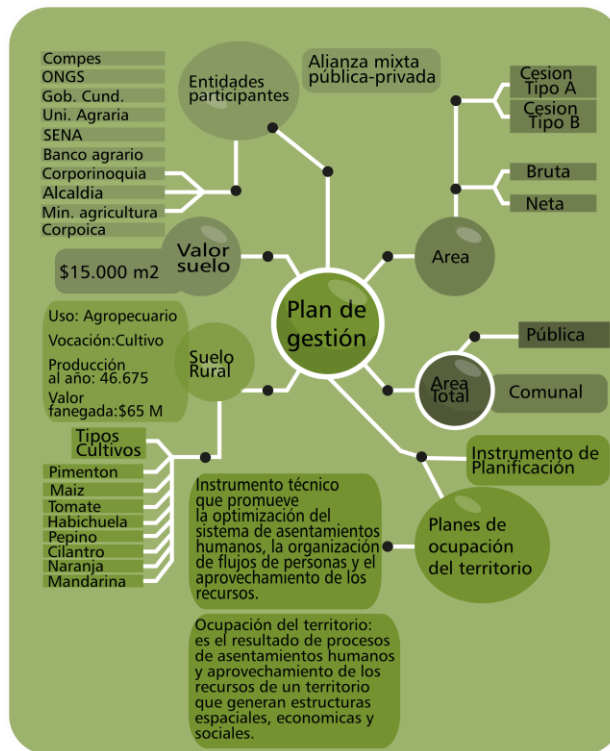 Compes
ONGS
Gob. Cund.
Uni. Agraria
SENA
Banco agrario
Corporinoquia
Alcaldia
Min. agricultura
Corpoica
Entidades
participantes
Alianza mixta
pública-privada
Cesion
Tipo A
Cesion
Tipo B
Bruta
Neta
Area
Valor
suelo
$15.000 m2
Plan de
gestión
Uso: Agropecuario
Vocación:Cultivo
Producción
al año: 46.675
Valor
fanegada:$65 M
Suelo
Rural
Pública
Area
Total
Comunal
Tipos
Cultivos
Pimenton
Maiz
Tomate
Habichuela
Pepino
Cilantro
Naranja
Mandarina
Instrumento de
Planificación
Planes de
ocupación
del territorio
Instrumento técnico
que promueve
la optimización del
sistema de asentamientos
humanos, la organización
de flujos de personas y el
aprovechamiento de los
recursos.
Ocupación del territorio:
es el resultado de procesos
de asentamientos humanos
y aprovechamiento de los
recursos de un territorio
que generan estructuras
espaciales, economicas y
sociales.